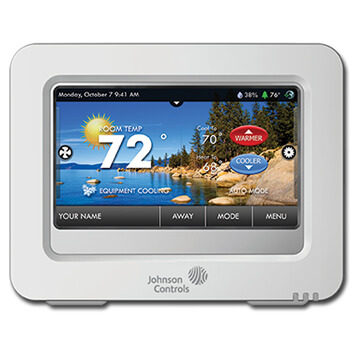 Monday, October 7 9:41 AM
38% 76°
ROOM TEMP
72°
Cool To
70°
WARMER
Heat To
68°
COOLER
EQUIPMENT COOLING
AUTO MODE
YOUR NAME
AWAY
MODE
MENU
Johnson
Controls